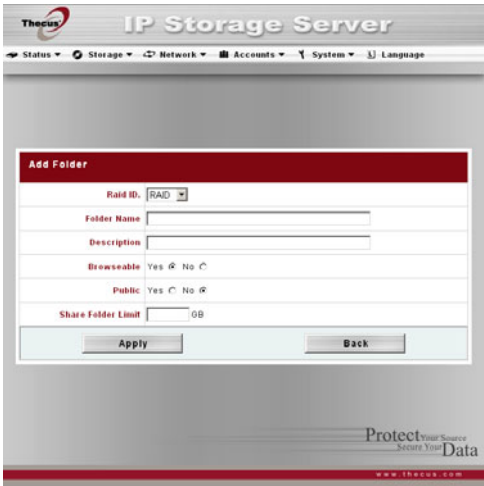 Thecus
IP Storage Server
Status Storage Network Accounts System Language
Add Folder
Raid ID. RAID
Folder Name
Description
Browseable Yes No
Public Yes No
Share Folder Limit GB
Apply Back
Protect Your Source
Secure Your Data
www.thecus.com